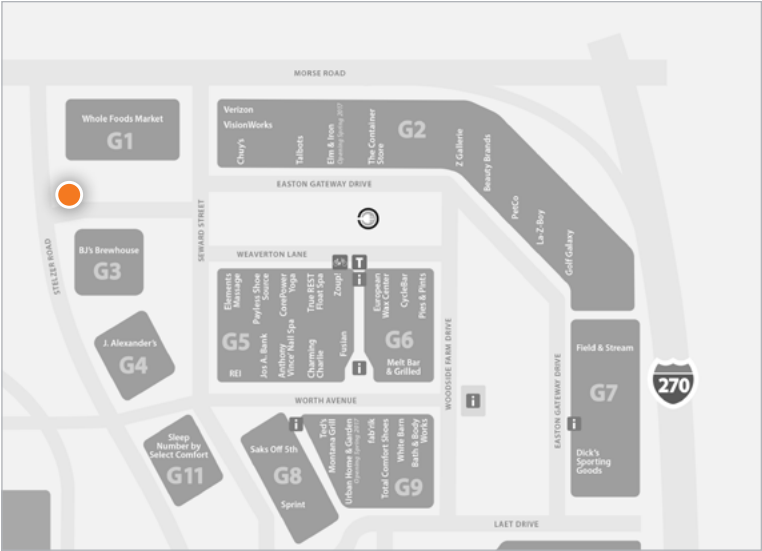 MORSE ROAD
Whole Foods Market
G1
Verizon
VisionWorks
Chuy's
Talbots
Elm & Iron
Opening Spring 2017
The Container
Store
G2
Z Gallerie
Beauty Brands
PetCo
La-Z-Boy
Golf Galaxy
EASTON GATEWAY DRIVE
SEWARD STREET
STELZER ROAD
BJ's Brewhouse
G3
WEAVERTON LANE
$
T
i
Elements
Massage
Payless Shoe
Source
CorePower
Yoga
True REST
Float Spa
Zoup!
G5
REI
Jos A. Bank
Anthony
Vince' Nail Spa
Charming
Charlie
Fusian
i
European
Wax Center
CycleBar
Pies & Pints
G6
Melt Bar
& Grilled
J. Alexander's
G4
WOODSIDE FARM DRIVE
i
EASTON GATEWAY DRIVE
Field & Stream
G7
i
Dick's
Sporting
Goods
270
WORTH AVENUE
Sleep
Number by
Select Comfort
G11
i
Saks Off 5th
G8
Sprint
Ted's
Montana Grill
Urban Home & Garden
Opening Spring 2017
fab'rik
Total Comfort Shoes
White Barn
Bath & Body
Works
G9
LAET DRIVE